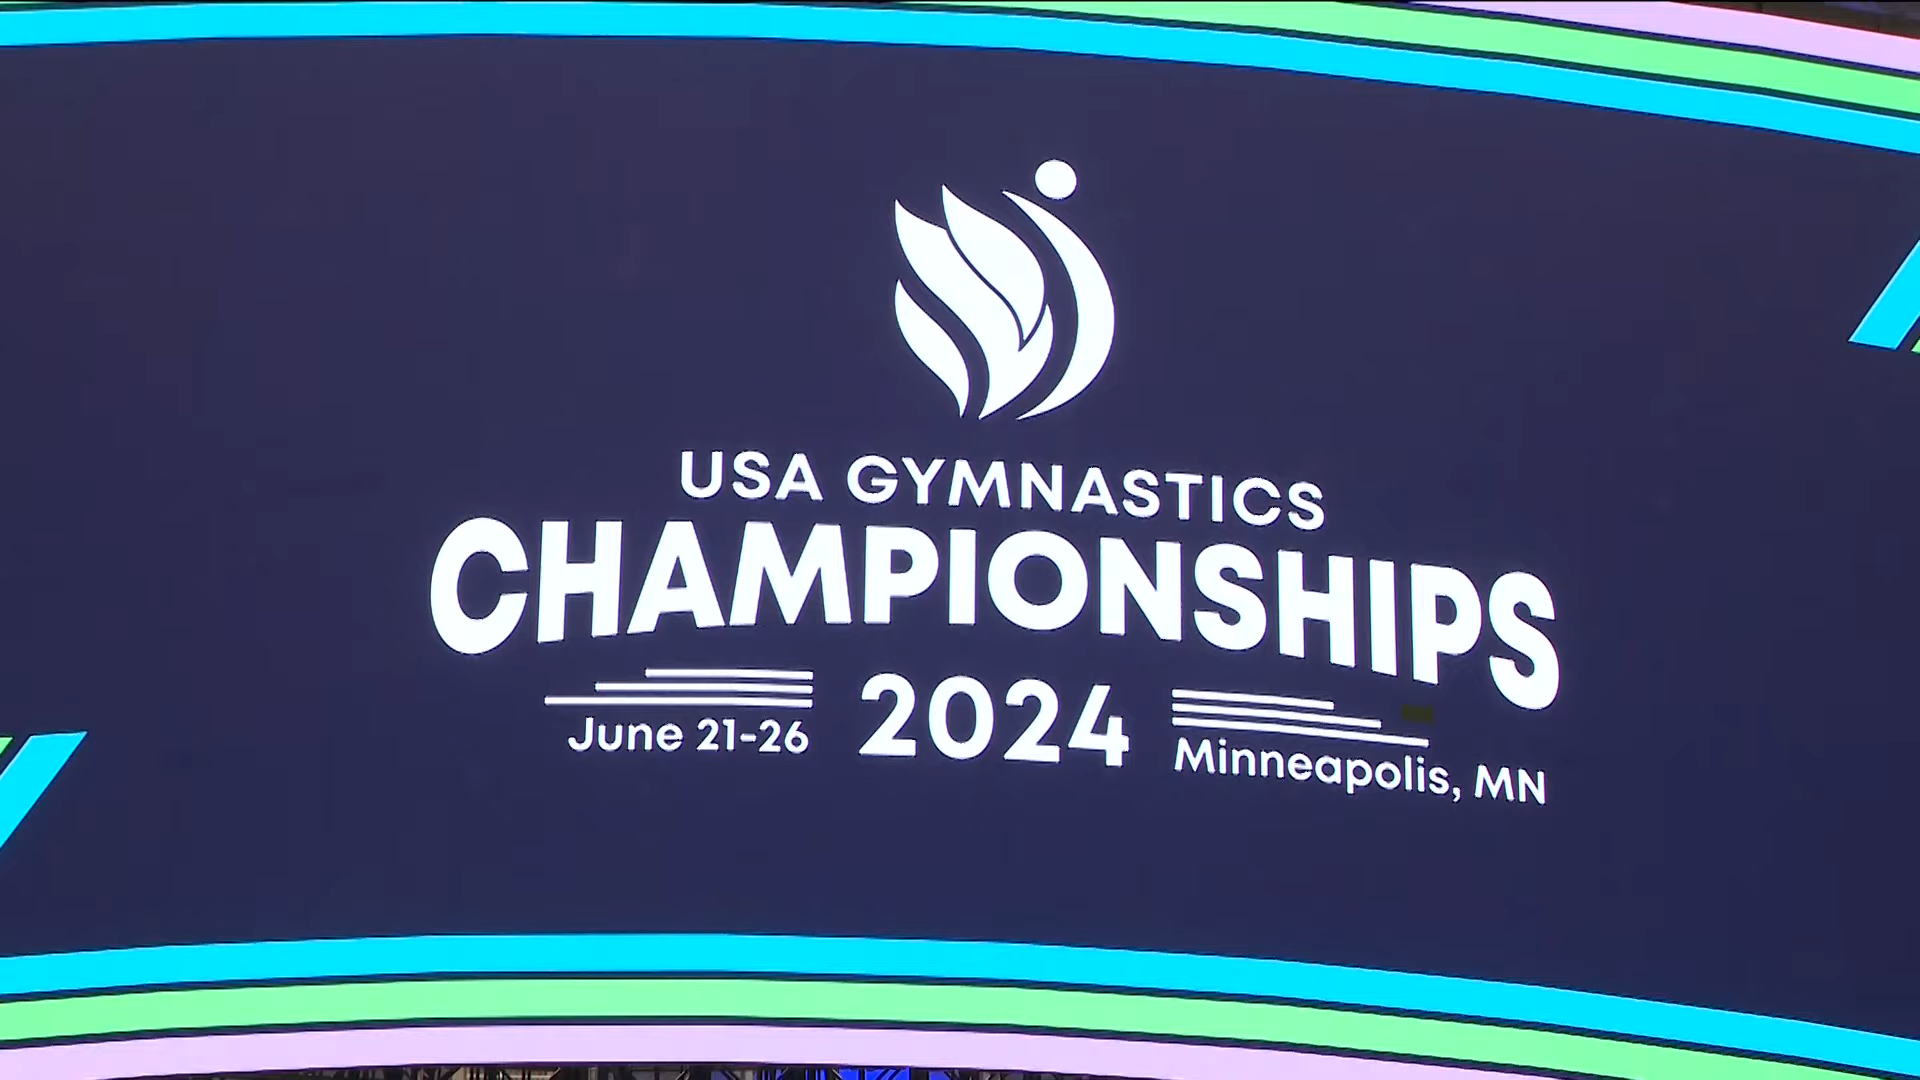 USA GYMNASTICS
CHAMPIONSHIPS
2024
June 21-26
Minneapolis, MN